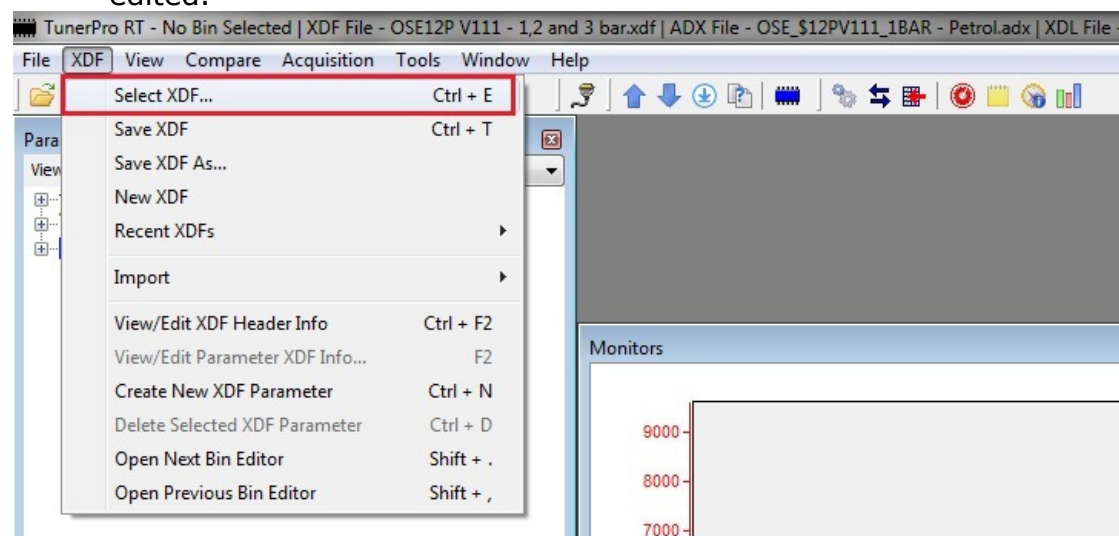 edited.
TunerPro RT - No Bin Selected | XDF File - OSE12P V111 - 1,2 and 3 bar.xdf | ADX File - OSE_$12PV111_1BAR - Petrol.adx | XDL File -
File XDF View Compare Acquisition Tools Window Help
Select XDF... Ctrl + E
Save XDF Ctrl + T
Para
Save XDF As...
View
New XDF
Recent XDFs
Import
View/Edit XDF Header Info Ctrl + F2
View/Edit Parameter XDF Info... F2
Create New XDF Parameter Ctrl + N
Delete Selected XDF Parameter Ctrl + D
Open Next Bin Editor Shift + .
Open Previous Bin Editor Shift + ,
Monitors
9000
8000
7000